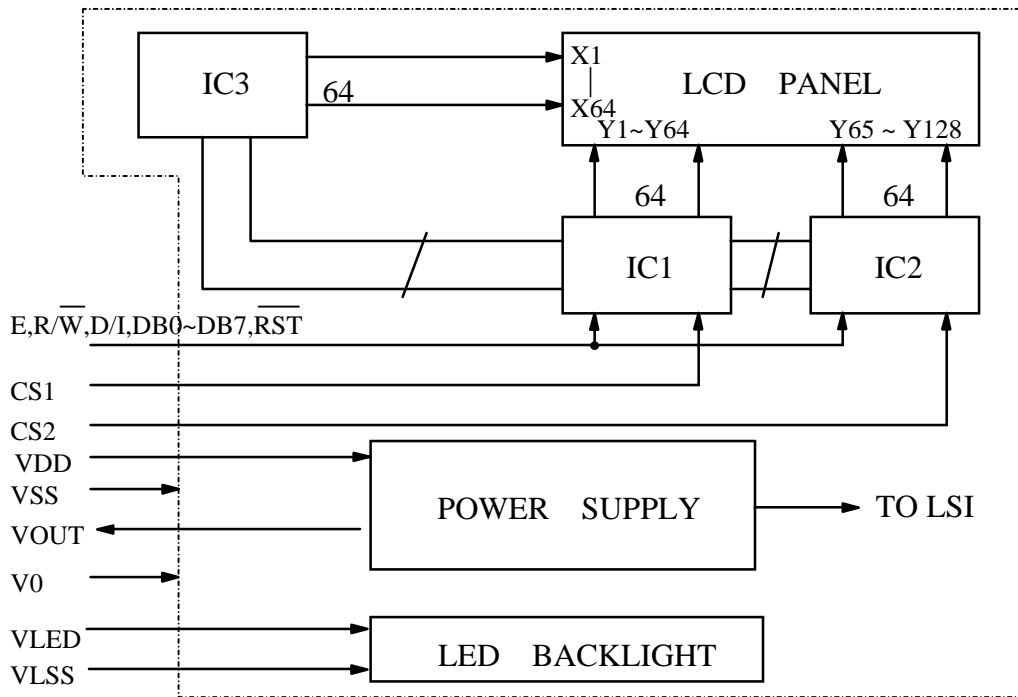 IC3
64
X1
|
X64
LCD PANEL
Y1~Y64
Y65 ~ Y128
64
64
IC1
IC2
E,R/W̅,D/I,DB0~DB7,R̅S̅T̅
CS1
CS2
VDD
VSS
VOUT
V0
POWER SUPPLY
TO LSI
VLED
VLSS
LED BACKLIGHT